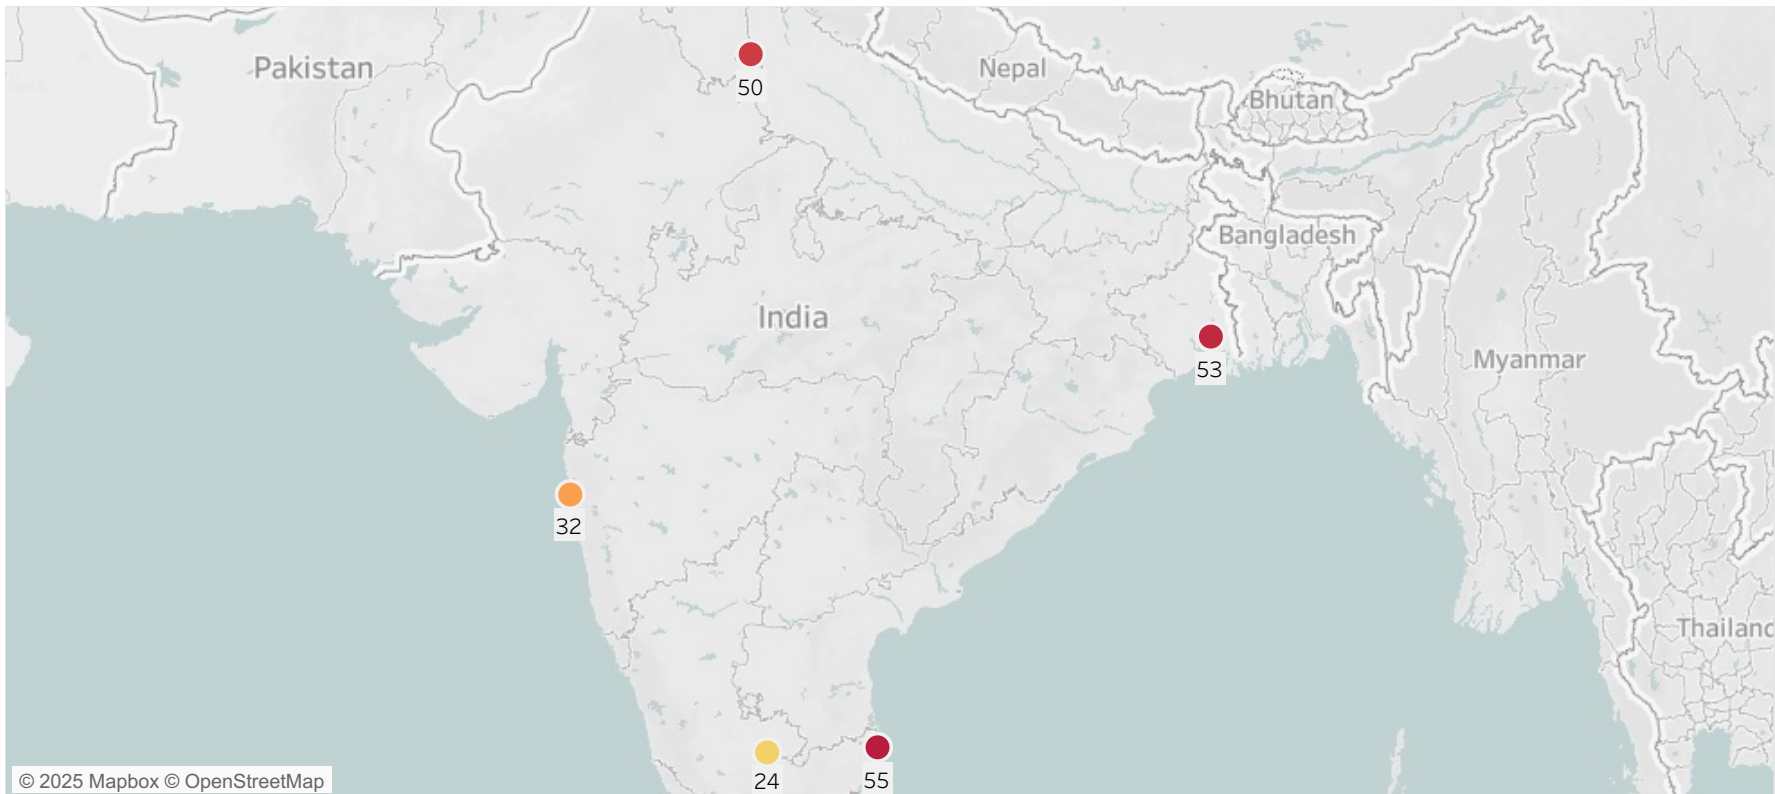 Pakistan
50
Nepal
Bhutan
Bangladesh
India
53
Myanmar
32
Thailand
24
55
© 2025 Mapbox © OpenStreetMap